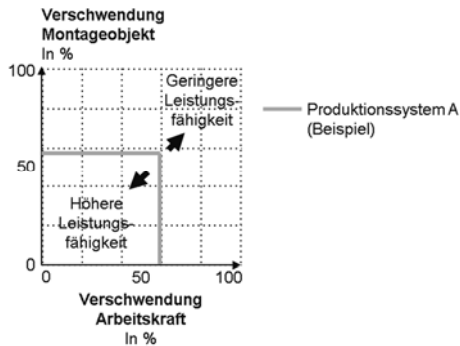 Verschwendung
Montageobjekt
In %
100
Geringere
Leistungs-
fähigkeit
Produktionssystem A
(Beispiel)
50
Höhere
Leistungs-
fähigkeit
0
0 50 100
Verschwendung
Arbeitskraft
In %